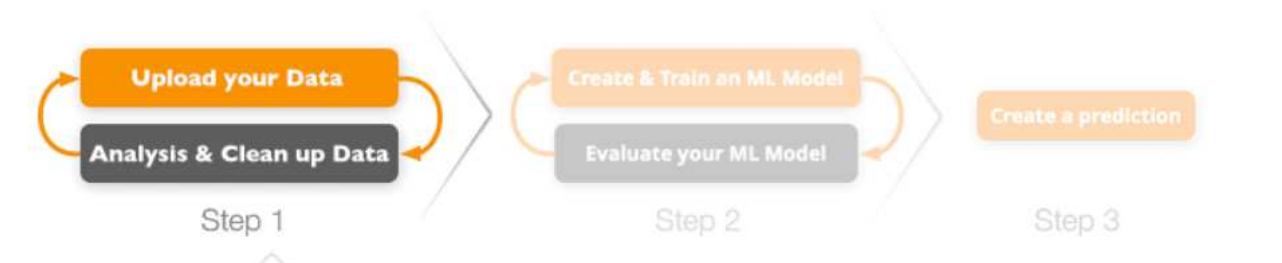 Upload your Data
Analysis & Clean up Data
Step 1
Create & Train an ML Model
Evaluate your ML Model
Step 2
Create a prediction
Step 3